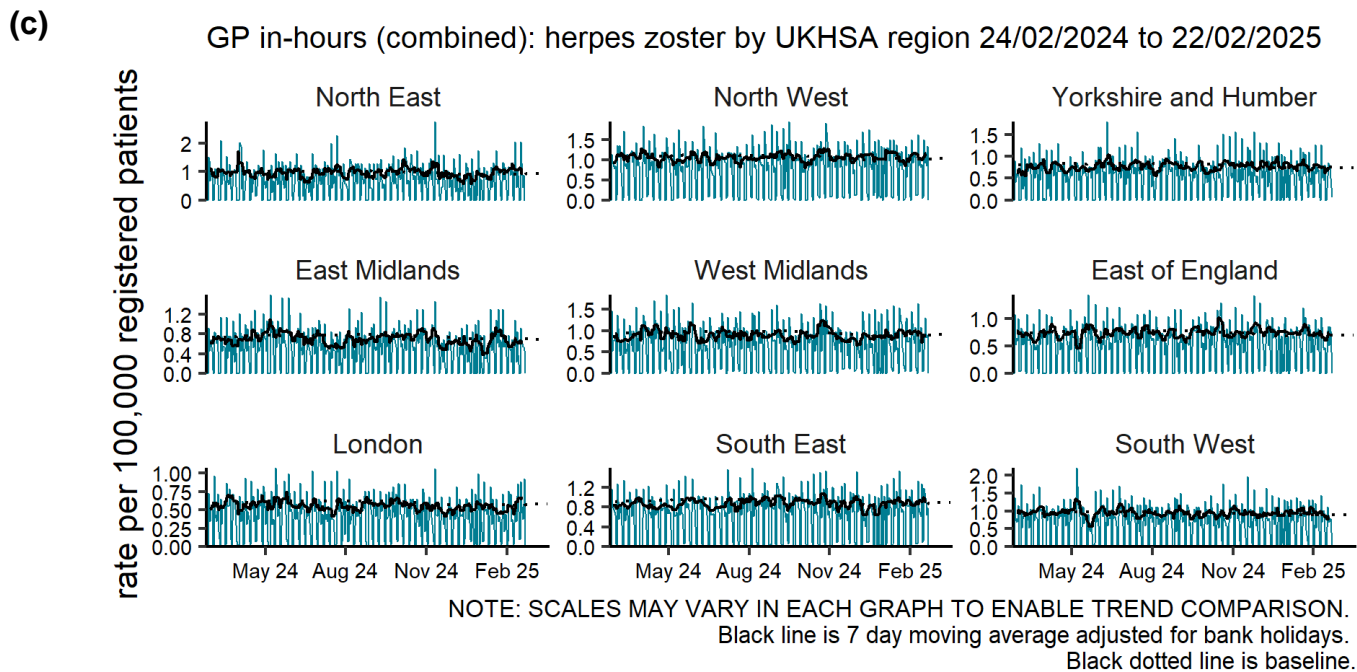 (c)
GP in-hours (combined): herpes zoster by UKHSA region 24/02/2024 to 22/02/2025
rate per 100,000 registered patients
North East
2
1
0
North West
1.5
1.0
0.5
0.0
Yorkshire and Humber
1.5
1.0
0.5
0.0
East Midlands
1.2
0.8
0.4
0.0
West Midlands
1.5
1.0
0.5
0.0
East of England
1.0
0.5
0.0
London
1.00
0.75
0.50
0.25
0.00
May 24 Aug 24 Nov 24 Feb 25
South East
1.2
0.8
0.4
0.0
May 24 Aug 24 Nov 24 Feb 25
South West
2.0
1.5
1.0
0.5
0.0
May 24 Aug 24 Nov 24 Feb 25
NOTE: SCALES MAY VARY IN EACH GRAPH TO ENABLE TREND COMPARISON.
Black line is 7 day moving average adjusted for bank holidays.
Black dotted line is baseline.